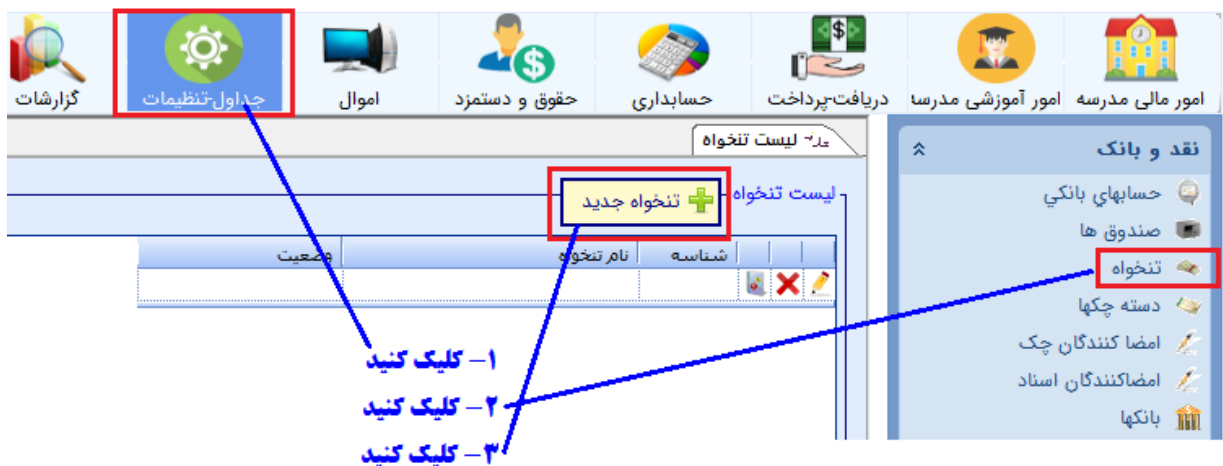 امور مالی مدرسه
امور آموزشی مدرسه
دریافت-پرداخت
حسابداری
حقوق و دستمزد
اموال
جداول-تنظیمات
گزارشات
نقد و بانک
حسابهاي بانکي
صندوق ها
تنخواه
دسته چکها
امضا کنندگان چک
امضاکنندگان اسناد
بانکها
لیست تنخواه
لیست تنخواه
تنخواه جدید
شناسه نام تنخواه وضعیت
۱- کلیک کنید
۲- کلیک کنید
۳- کلیک کنید